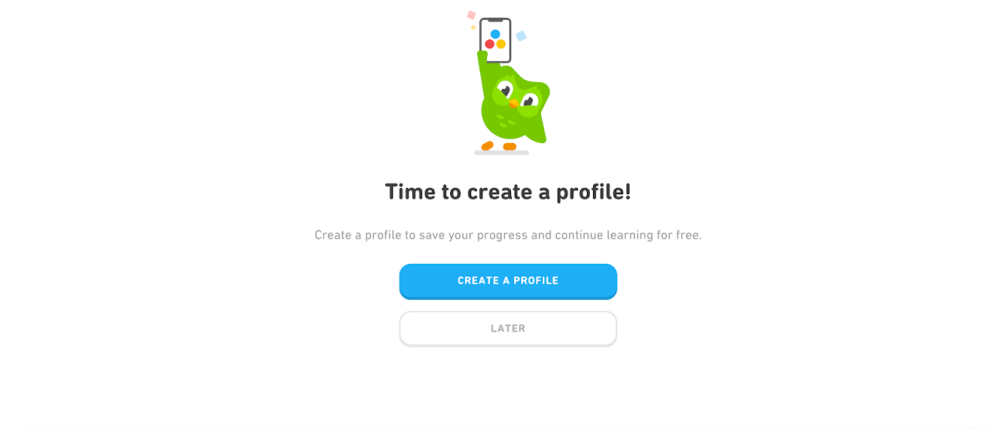 Time to create a profile!
Create a profile to save your progress and continue learning for free.
CREATE A PROFILE
LATER